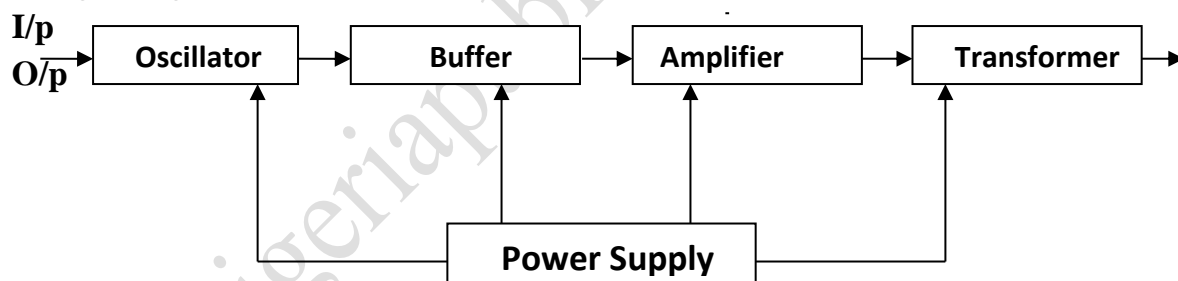 I/p
O/p
Oscillator
Buffer
Amplifier
Transformer
Power Supply